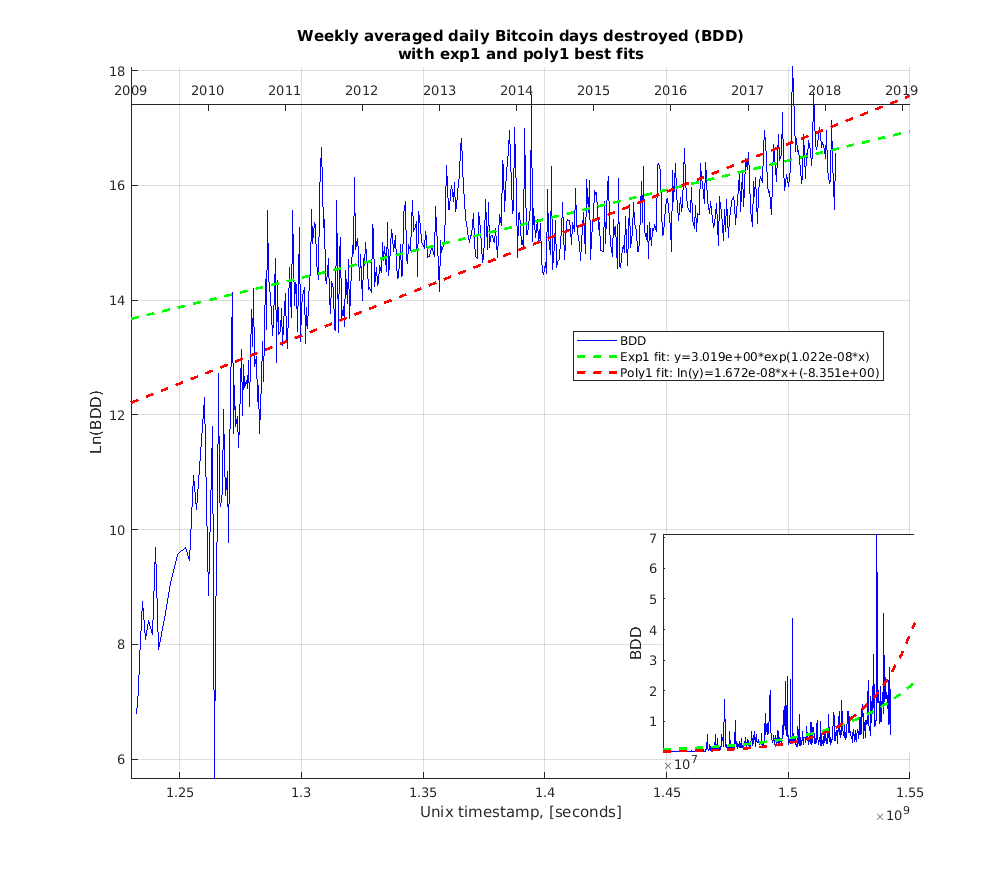 Weekly averaged daily Bitcoin days destroyed (BDD)
with exp1 and poly1 best fits
18
2009 2010 2011 2012 2013 2014 2015 2016 2017 2018 2019
16
14
12
10
8
6
Ln(BDD)
BDD
Exp1 fit: y=3.019e+00*exp(1.022e-08*x)
Poly1 fit: ln(y)=1.672e-08*x+(-8.351e+00)
7
6
5
4
3
2
1
BDD
×10^7
1.25 1.3 1.35 1.4 1.45 1.5 1.55
Unix timestamp, [seconds]
×10^9